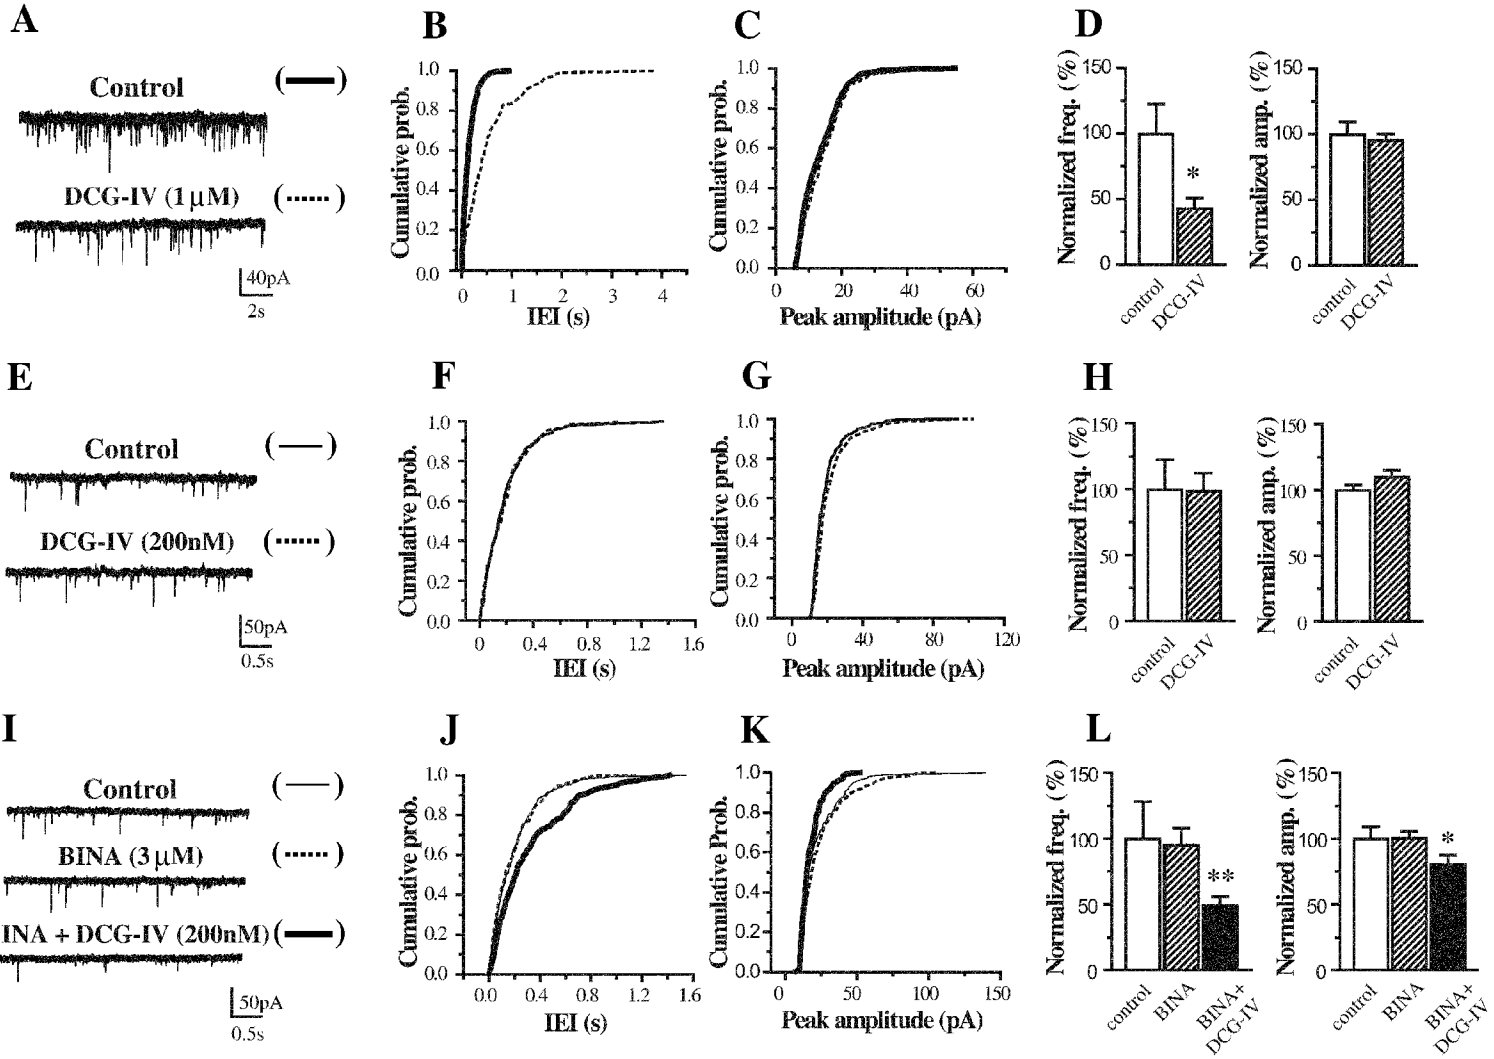 A
Control
DCG-IV (1μM)
40pA
2s
B
Cumulative prob.
1.0
0.8
0.6
0.4
0.2
0.0
0 1 2 3 4
IEI (s)
C
Cumulative prob.
1.0
0.8
0.6
0.4
0.2
0.0
0 20 40 60
Peak amplitude (pA)
D
Normalized freq. (%)
150
100
50
0
control
DCG-IV
*
Normalized amp. (%)
150
100
50
0
control
DCG-IV
E
Control
DCG-IV (200nM)
50pA
0.5s
F
Cumulative prob.
1.0
0.8
0.6
0.4
0.2
0.0
0 0.4 0.8 1.2 1.6
IEI (s)
G
Cumulative prob.
1.0
0.8
0.6
0.4
0.2
0.0
0 40 80 120
Peak amplitude (pA)
H
Normalized freq. (%)
150
100
50
0
control
DCG-IV
Normalized amp. (%)
150
100
50
0
control
DCG-IV
I
Control
BINA (3μM)
INA + DCG-IV (200nM)
50pA
0.5s
J
Cumulative prob.
1.0
0.8
0.6
0.4
0.2
0.0
0.0 0.4 0.8 1.2 1.6
IEI (s)
K
Cumulative Prob.
1.0
0.8
0.6
0.4
0.2
0.0
0 50 100 150
Peak amplitude (pA)
L
Normalized freq. (%)
150
100
50
0
**
control
BINA
BINA+
DCG-IV
Normalized amp. (%)
150
100
50
0
*
control
BINA
BINA+
DCG-IV